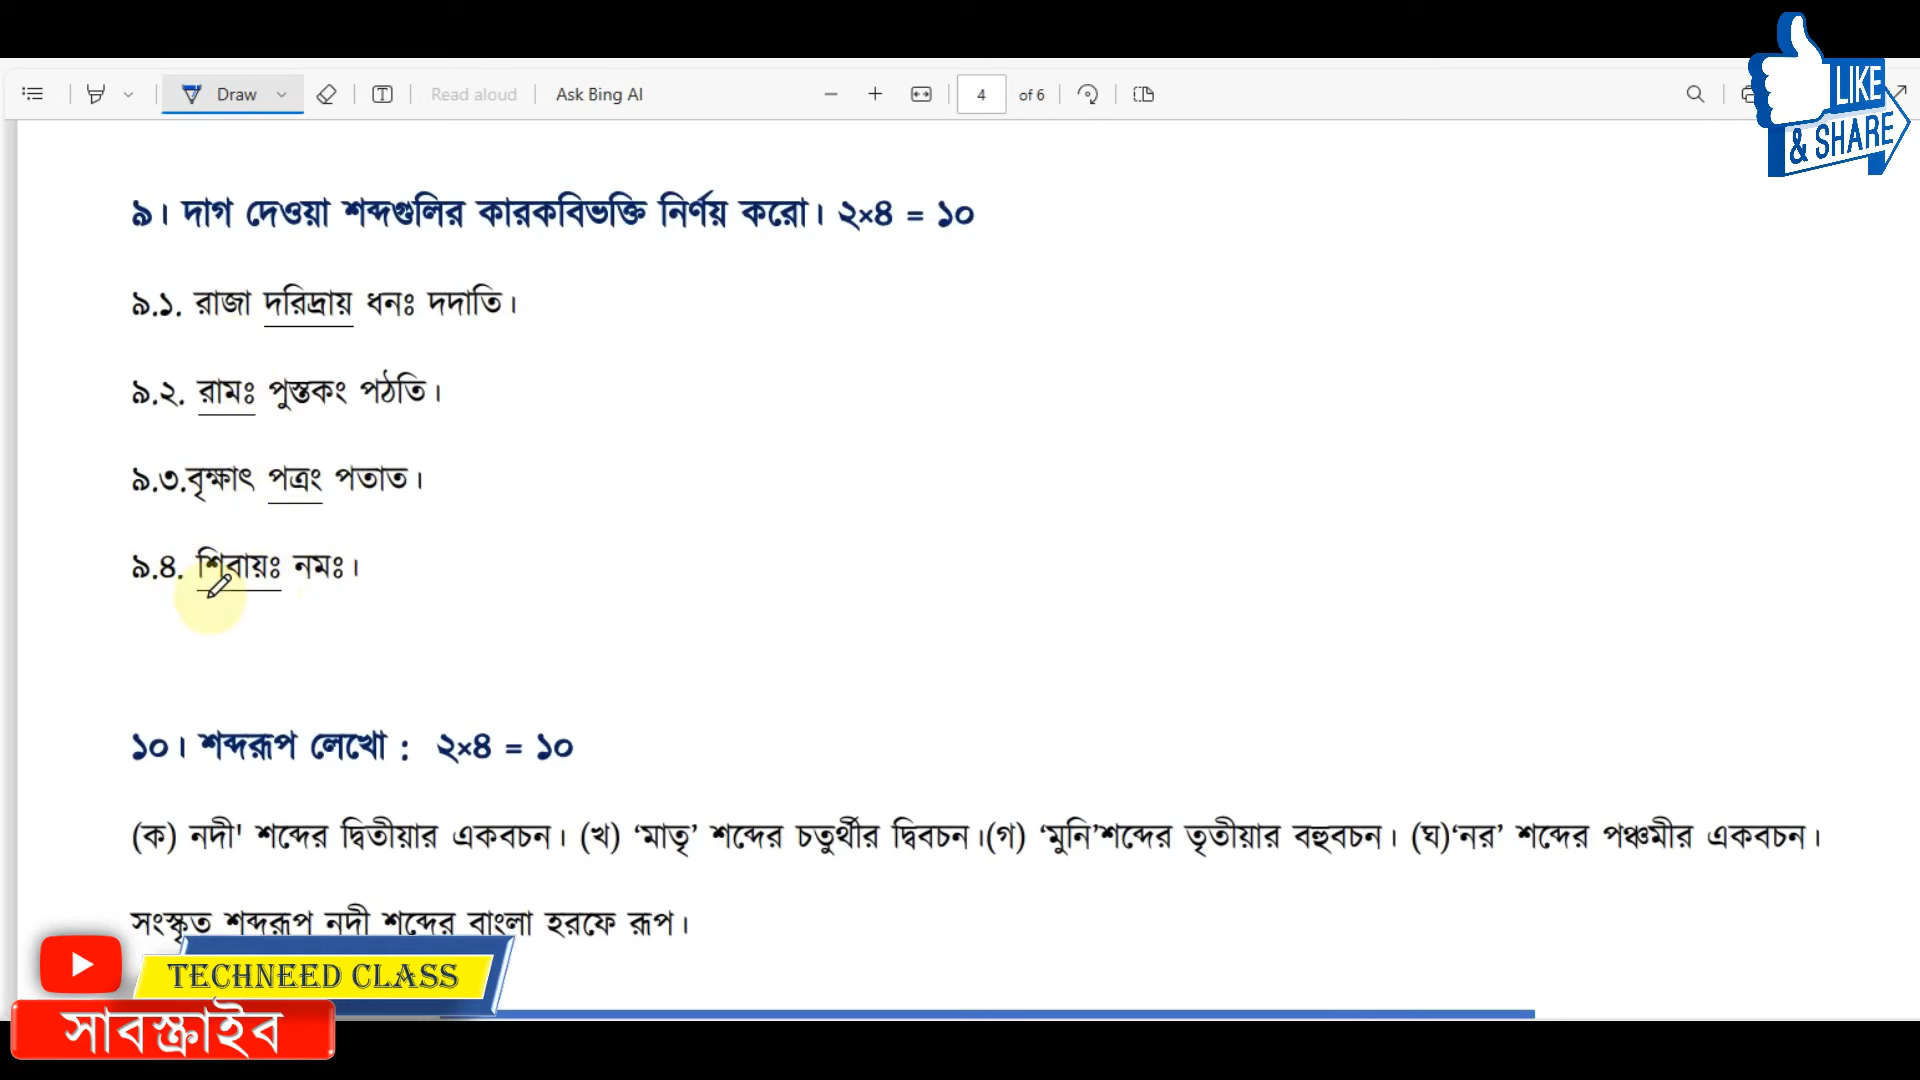 LIKE
& SHARE
Draw Read aloud Ask Bing AI 4 of 6
৯। দাগ দেওয়া শব্দগুলির কারকবিভক্তি নির্ণয় করো। ২×৪ = ১০
৯.১. রাজা দরিদ্রায় ধনঃ দদাতি।
৯.২. রামঃ পুস্তকং পঠতি।
৯.৩.বৃক্ষাৎ পত্রং পতাত।
৯.৪. শিবায়ঃ নমঃ।
১০। শব্দরূপ লেখো : ২×৪ = ১০
(ক) নদী' শব্দের দ্বিতীয়ার একবচন। (খ) ‘মাতৃ’ শব্দের চতুর্থীর দ্বিবচন।(গ) ‘মুনি’শব্দের তৃতীয়ার বহুবচন। (ঘ)‘নর’ শব্দের পঞ্চমীর একবচন।
সংস্কৃত শব্দরূপ নদী শব্দের বাংলা হরফে রূপ।
TECHNEED CLASS
সাবস্ক্রাইব